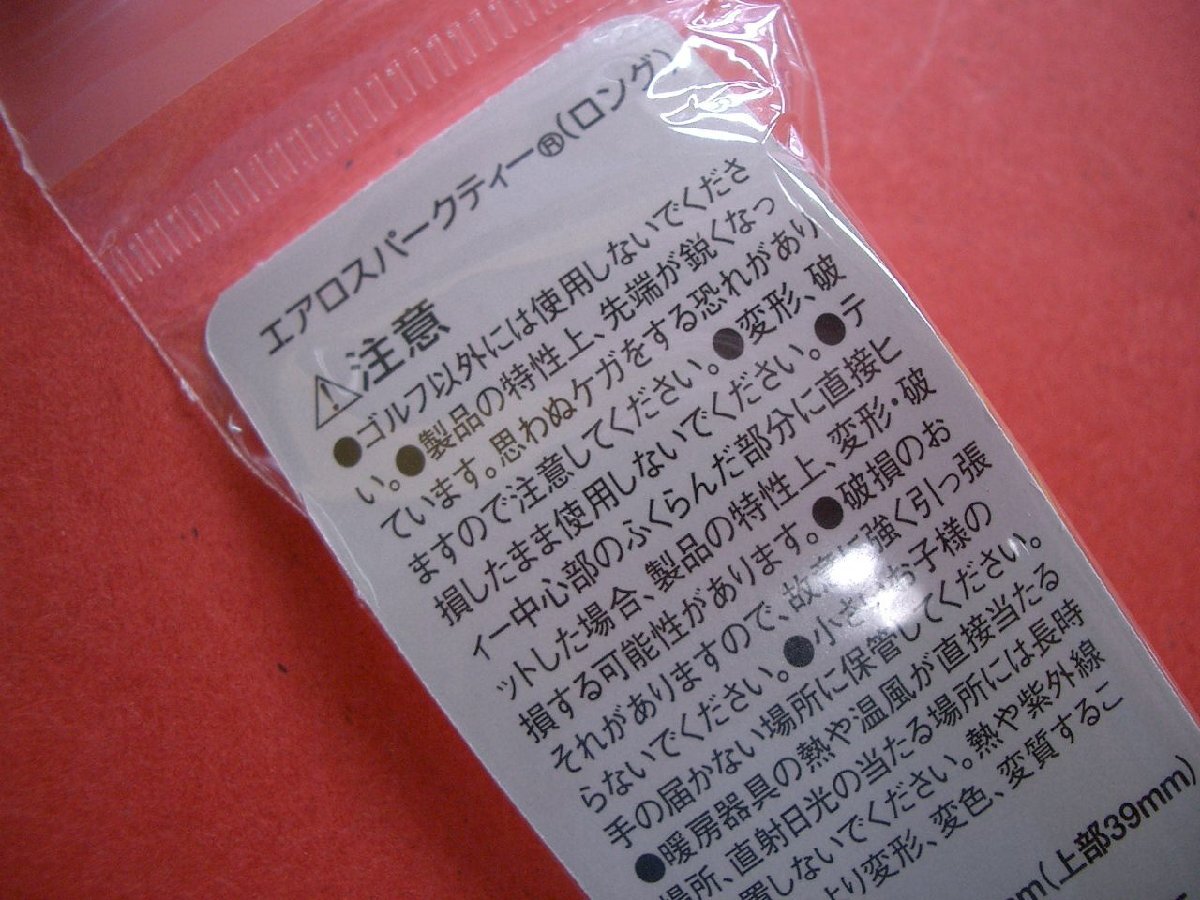 エアロスパークティー®(ロング)
⚠注意
●ゴルフ以外には使用しないでくださ
い。●製品の特性上、先端が鋭くなっ
ています。思わぬケガをする恐れがあり
ますので注意してください。●変形、破
損したまま使用しないでください。●テ
ィー中心部のふくらんだ部分に直接ヒ
ットした場合、製品の特性上、変形・破
損する可能性があります。●破損のお
それがありますので、故意に強く引っ張
らないでください。●小さなお子様の
手の届かない場所に保管してください。
●暖房器具の熱や温風が直接当たる
場所、直射日光の当たる場所には長時
置しないでください。熱や紫外線
より変形、変色、変質するこ
mm(上部39mm)